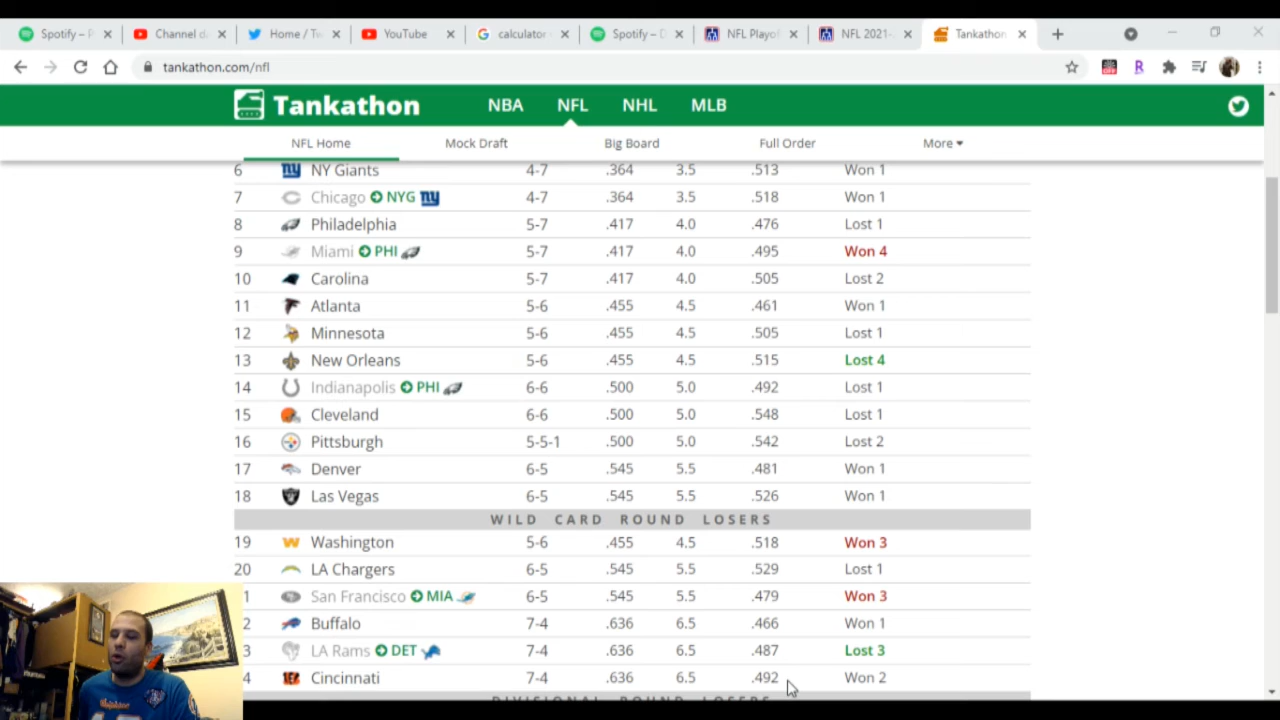 Spotify – P
Channel da
Home / Tw
YouTube
calculator
Spotify – D
NFL Playof
NFL 2021-
Tankathon
tankathon.com/nfl
Tankathon NBA NFL NHL MLB
NFL Home Mock Draft Big Board Full Order More
6 NY Giants 4-7 .364 3.5 .513 Won 1
7 Chicago NYG 4-7 .364 3.5 .518 Won 1
8 Philadelphia 5-7 .417 4.0 .476 Lost 1
9 Miami PHI 5-7 .417 4.0 .495 Won 4
10 Carolina 5-7 .417 4.0 .505 Lost 2
11 Atlanta 5-6 .455 4.5 .461 Won 1
12 Minnesota 5-6 .455 4.5 .505 Lost 1
13 New Orleans 5-6 .455 4.5 .515 Lost 4
14 Indianapolis PHI 6-6 .500 5.0 .492 Lost 1
15 Cleveland 6-6 .500 5.0 .548 Lost 1
16 Pittsburgh 5-5-1 .500 5.0 .542 Lost 2
17 Denver 6-5 .545 5.5 .481 Won 1
18 Las Vegas 6-5 .545 5.5 .526 Won 1
WILD CARD ROUND LOSERS
19 Washington 5-6 .455 4.5 .518 Won 3
20 LA Chargers 6-5 .545 5.5 .529 Lost 1
1 San Francisco MIA 6-5 .545 5.5 .479 Won 3
2 Buffalo 7-4 .636 6.5 .466 Won 1
3 LA Rams DET 7-4 .636 6.5 .487 Lost 3
4 Cincinnati 7-4 .636 6.5 .492 Won 2
DIVISIONAL ROUND LOSERS